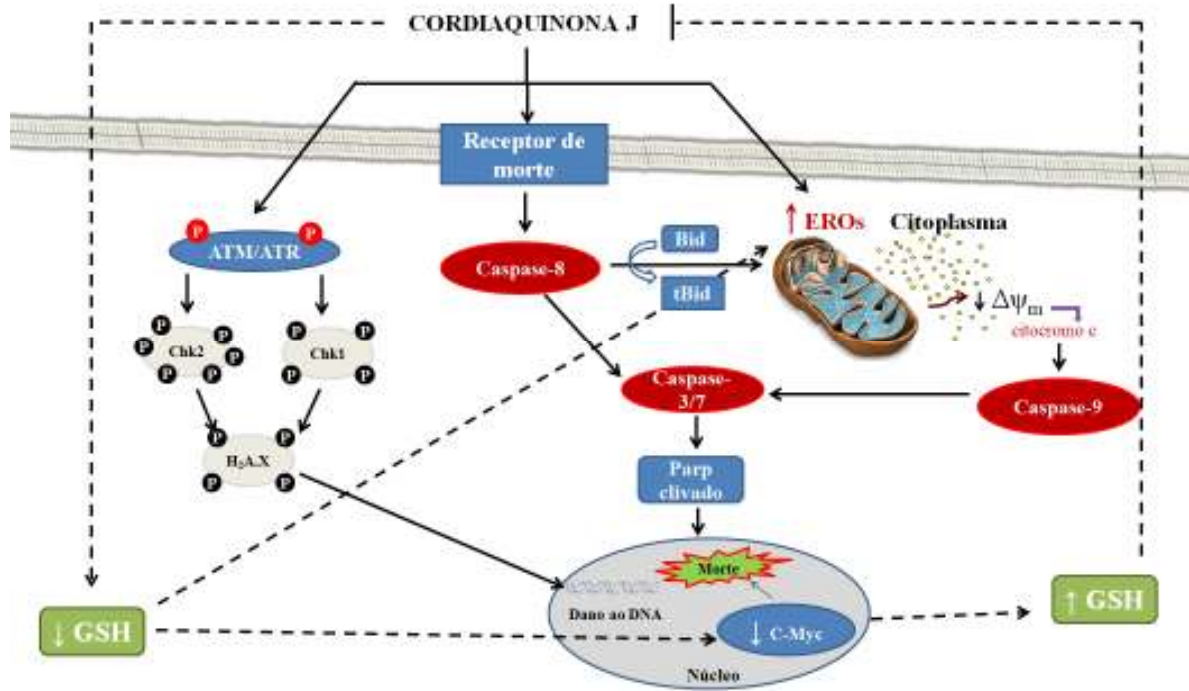 CORDIAQUINONA J
Receptor de
morte
P
P
ATM/ATR
↑ EROs
Citoplasma
Bid
Caspase-8
tBid
↓ Δψm
citocromo c
P
P
P
P
P
P
Chk2
P
P
P
P
Chk1
Caspase-
3/7
Caspase-9
P
P
P
P
H₂A.X
Parp
clivado
Morte
Dano ao DNA
↓ C-Myc
Núcleo
↓ GSH
↑ GSH